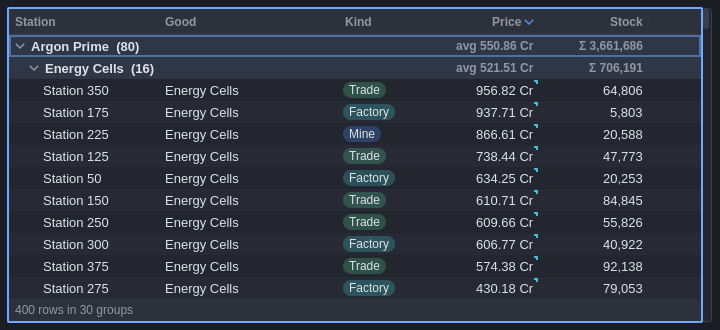 Station Good Kind Price Stock
Argon Prime (80) avg 550.86 Cr Σ 3,661,686
Energy Cells (16) avg 521.51 Cr Σ 706,191
Station 350 Energy Cells Trade 956.82 Cr 64,806
Station 175 Energy Cells Factory 937.71 Cr 5,803
Station 225 Energy Cells Mine 866.61 Cr 20,588
Station 125 Energy Cells Trade 738.44 Cr 47,773
Station 50 Energy Cells Factory 634.25 Cr 20,253
Station 150 Energy Cells Trade 610.71 Cr 84,845
Station 250 Energy Cells Trade 609.66 Cr 55,826
Station 300 Energy Cells Factory 606.77 Cr 40,922
Station 375 Energy Cells Trade 574.38 Cr 92,138
Station 275 Energy Cells Factory 430.18 Cr 79,053
400 rows in 30 groups